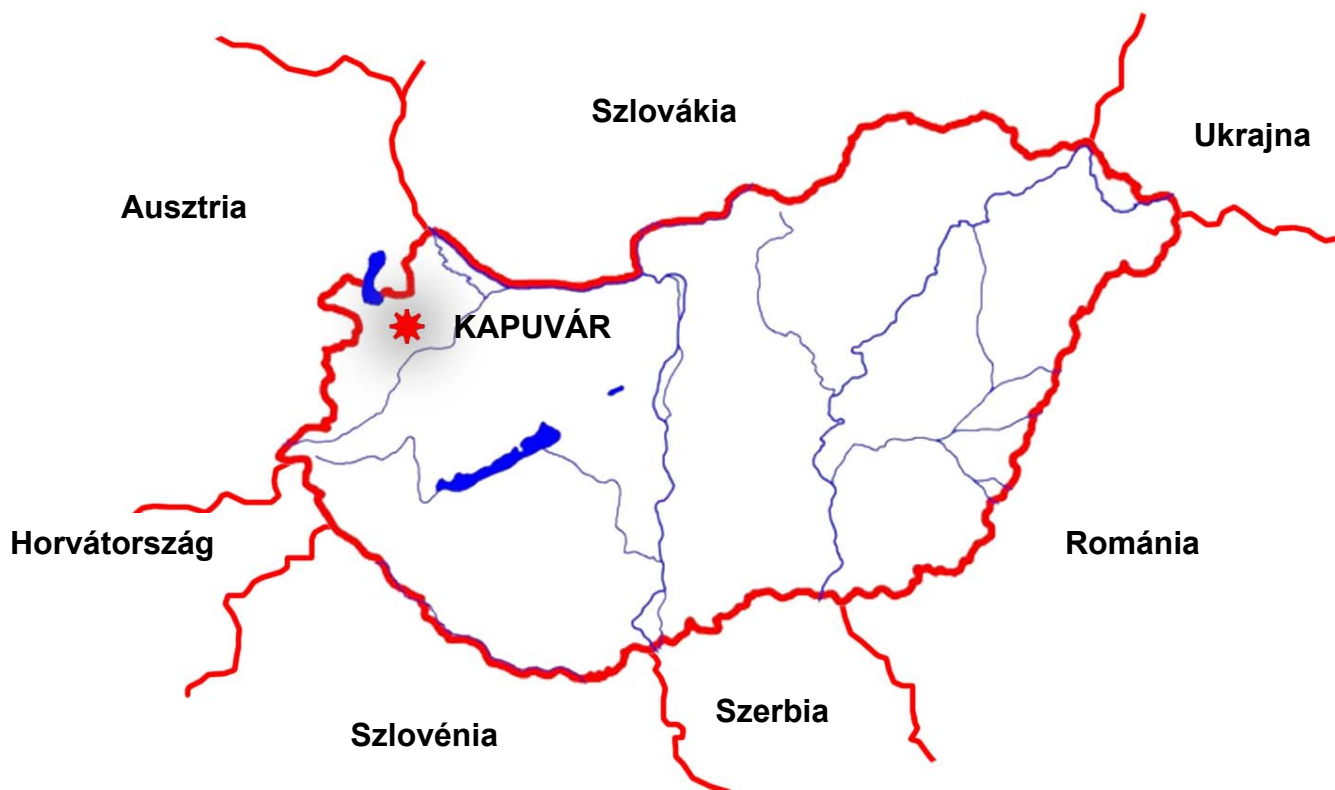 Szlovákia
Ukrajna
Ausztria
KAPUVÁR
Horvátország
Románia
Szerbia
Szlovénia